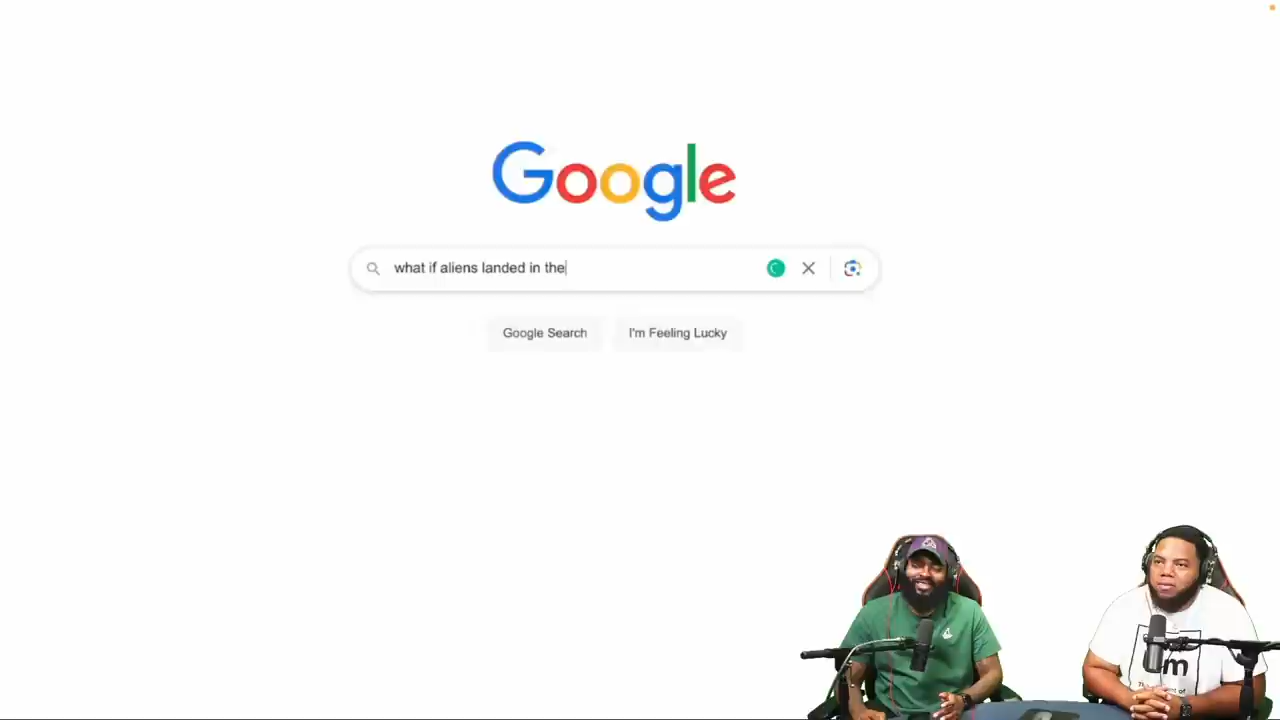 Google
what if aliens landed in the
Google Search
I'm Feeling Lucky
m